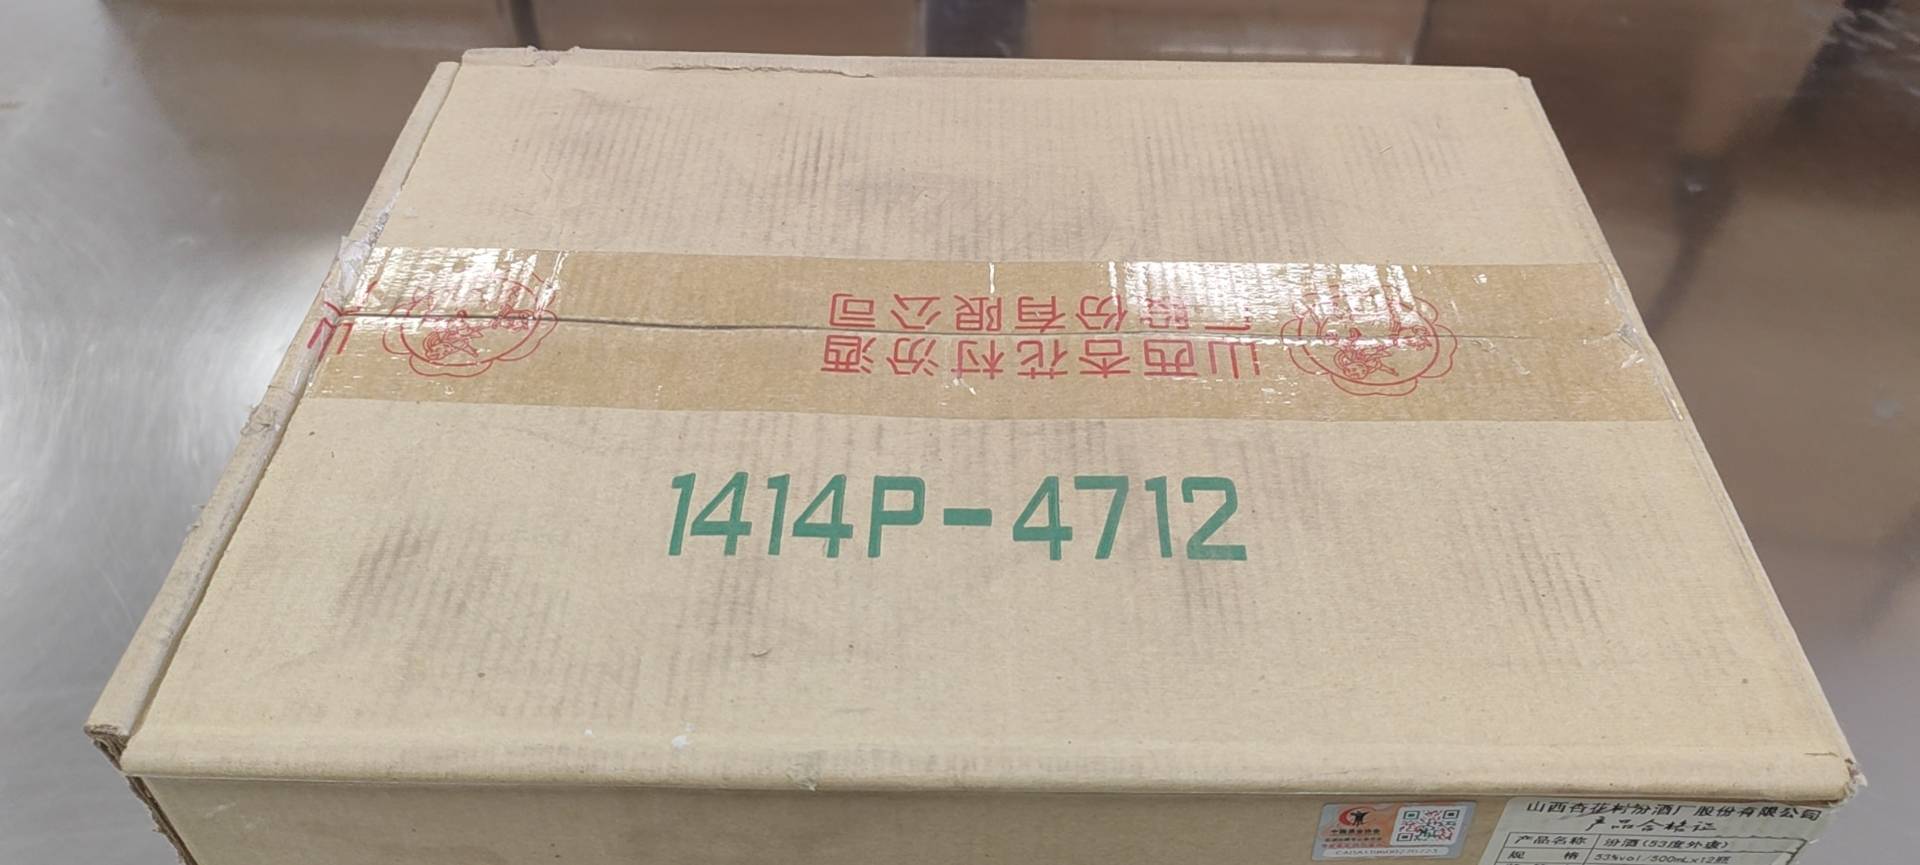 山西杏花村汾酒
厂股份有限公司
山
1414P-4712
山西杏花村汾酒厂股份有限公司
产品合格证
产品名称 汾酒(53度外康)
规 格 53%vol/500mL×12瓶